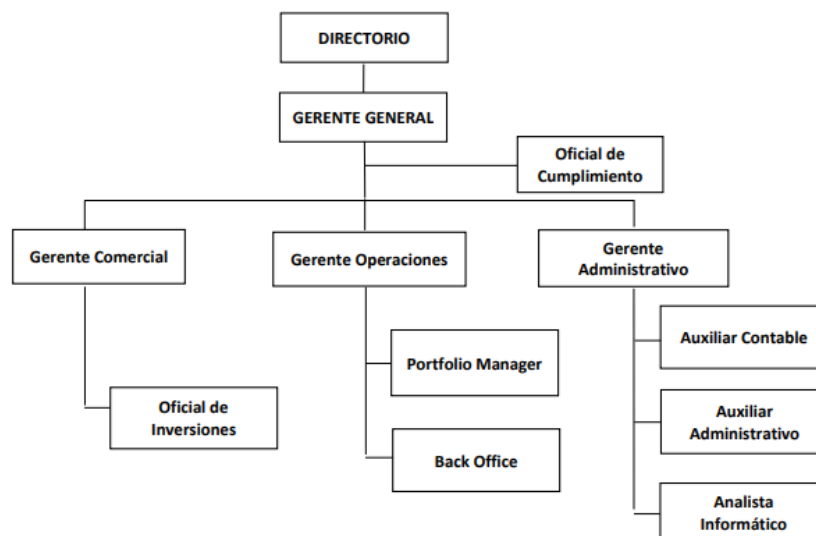 DIRECTORIO
GERENTE GENERAL
Oficial de
Cumplimiento
Gerente Comercial
Gerente Operaciones
Gerente
Administrativo
Oficial de
Inversiones
Portfolio Manager
Back Office
Auxiliar Contable
Auxiliar
Administrativo
Analista
Informático